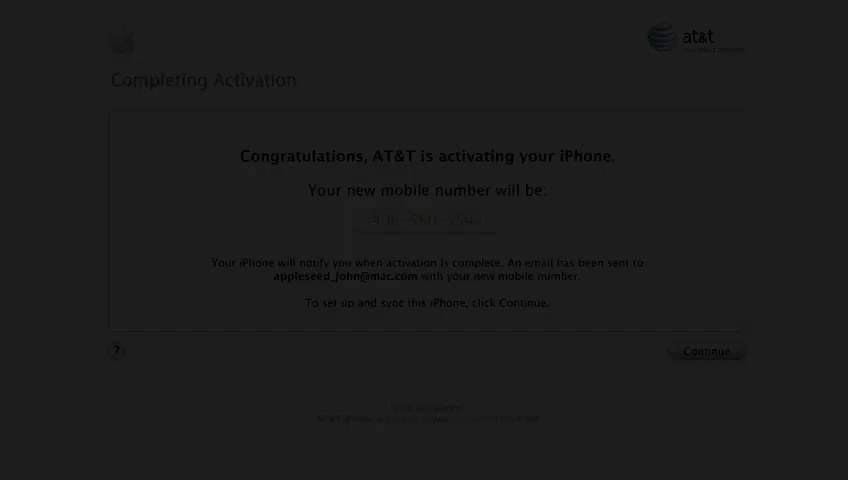 at&t
Completing Activation
Congratulations, AT&T is activating your iPhone.
Your new mobile number will be:
Your iPhone will notify you when activation is complete. An email has been sent to
appleseed_john@mac.com with your new mobile number.
To set up and sync this iPhone, click Continue.
?
Continue